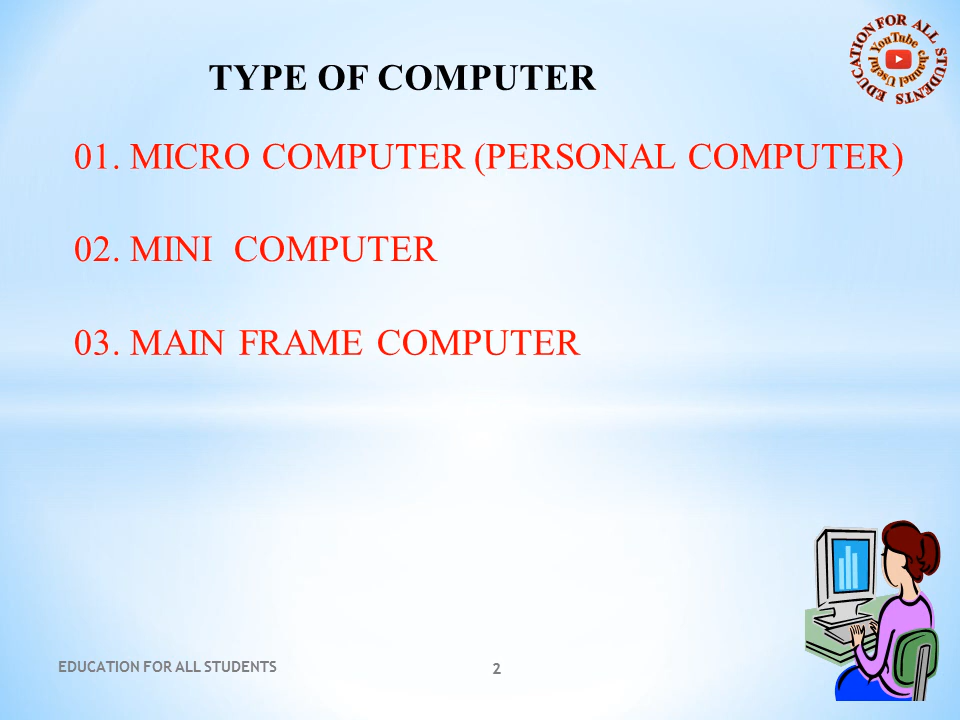 TYPE OF COMPUTER
EDUCATION FOR ALL STUDENTS
YouTube channel Useful
01. MICRO COMPUTER (PERSONAL COMPUTER)
02. MINI COMPUTER
03. MAIN FRAME COMPUTER
EDUCATION FOR ALL STUDENTS
2